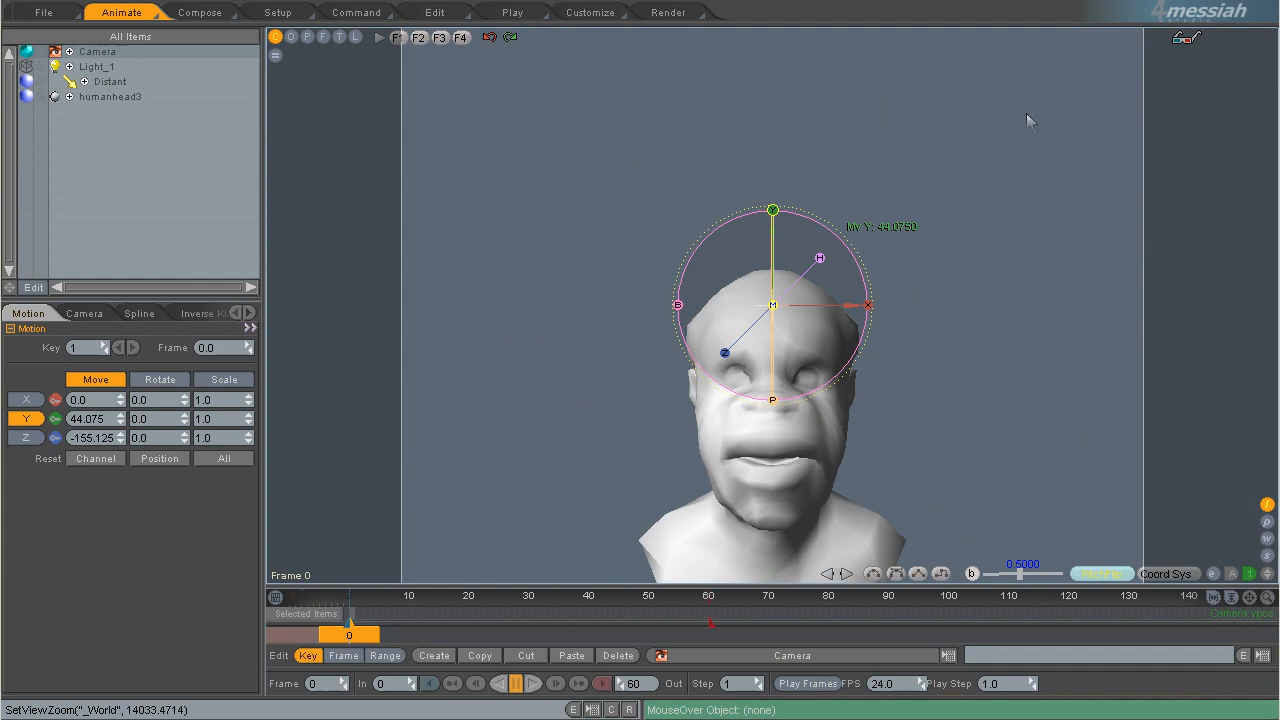 File Animate Compose Setup Command Edit Play Customize Render
4messiah
All Items
Camera
Light_1
Distant
humanhead3
Edit
C O P F T L F1 F2 F3 F4
Mv Y: 44.0750
Y
H
B M X
Z
P
Motion Camera Spline Inverse Ki
Motion
Key 1 Frame 0.0
Move Rotate Scale
X 0.0 0.0 1.0
Y 44.075 0.0 1.0
Z -155.125 0.0 1.0
Reset Channel Position All
p
w
s
Frame 0
b 0.5000 Coord Sys e A 1
10 20 30 40 50 60 70 80 90 100 110 120 130 140
Selected Items
Camera:ypos
0
Edit Key Frame Range Create Copy Cut Paste Delete Camera E
Frame 0 In 0 60 Out Step 1 Play Frames FPS 24.0 Play Step 1.0
SetViewZoom("_World", 14033.4714) E C R MouseOver Object: (none)